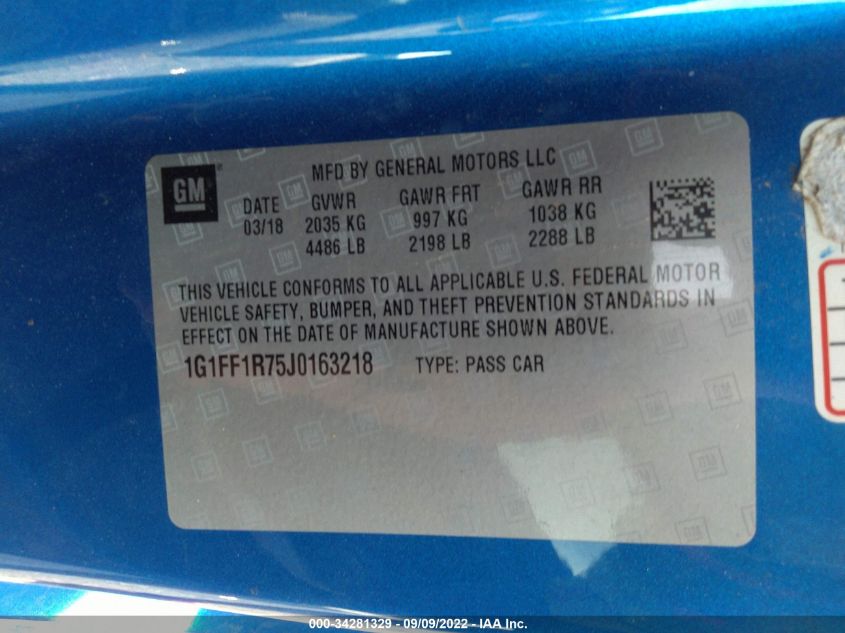 GM
MFD BY GENERAL MOTORS LLC
DATE GVWR GAWR FRT GAWR RR
03/18 2035 KG 997 KG 1038 KG
4486 LB 2198 LB 2288 LB
THIS VEHICLE CONFORMS TO ALL APPLICABLE U.S. FEDERAL MOTOR
VEHICLE SAFETY, BUMPER, AND THEFT PREVENTION STANDARDS IN
EFFECT ON THE DATE OF MANUFACTURE SHOWN ABOVE.
1G1FF1R75J0163218 TYPE: PASS CAR
000-34281329 - 09/09/2022 - IAA Inc.